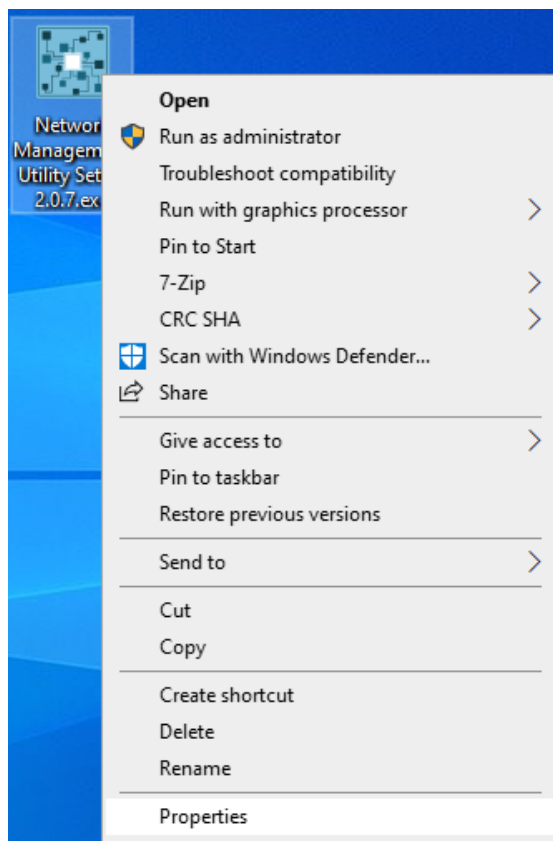 Networ
Managem
Utility Set
2.0.7.ex
Open
Run as administrator
Troubleshoot compatibility
Run with graphics processor
Pin to Start
7-Zip
CRC SHA
Scan with Windows Defender...
Share
Give access to
Pin to taskbar
Restore previous versions
Send to
Cut
Copy
Create shortcut
Delete
Rename
Properties